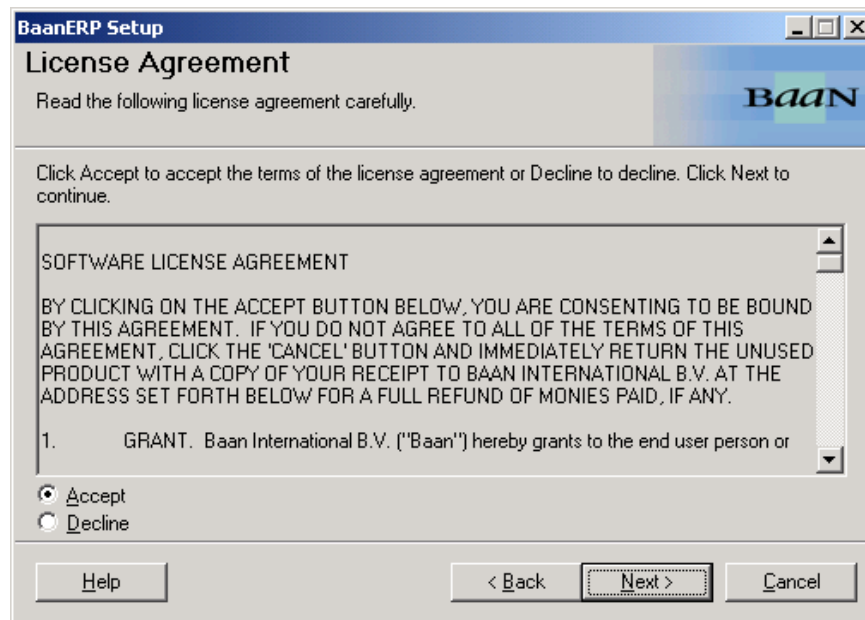 BaanERP Setup
License Agreement
Read the following license agreement carefully.
BaaN
Click Accept to accept the terms of the license agreement or Decline to decline. Click Next to
continue.
SOFTWARE LICENSE AGREEMENT
BY CLICKING ON THE ACCEPT BUTTON BELOW, YOU ARE CONSENTING TO BE BOUND
BY THIS AGREEMENT.  IF YOU DO NOT AGREE TO ALL OF THE TERMS OF THIS
AGREEMENT, CLICK THE 'CANCEL' BUTTON AND IMMEDIATELY RETURN THE UNUSED
PRODUCT WITH A COPY OF YOUR RECEIPT TO BAAN INTERNATIONAL B.V. AT THE
ADDRESS SET FORTH BELOW FOR A FULL REFUND OF MONIES PAID, IF ANY.
1. GRANT.  Baan International B.V. ("Baan") hereby grants to the end user person or
Accept
Decline
Help < Back Next > Cancel